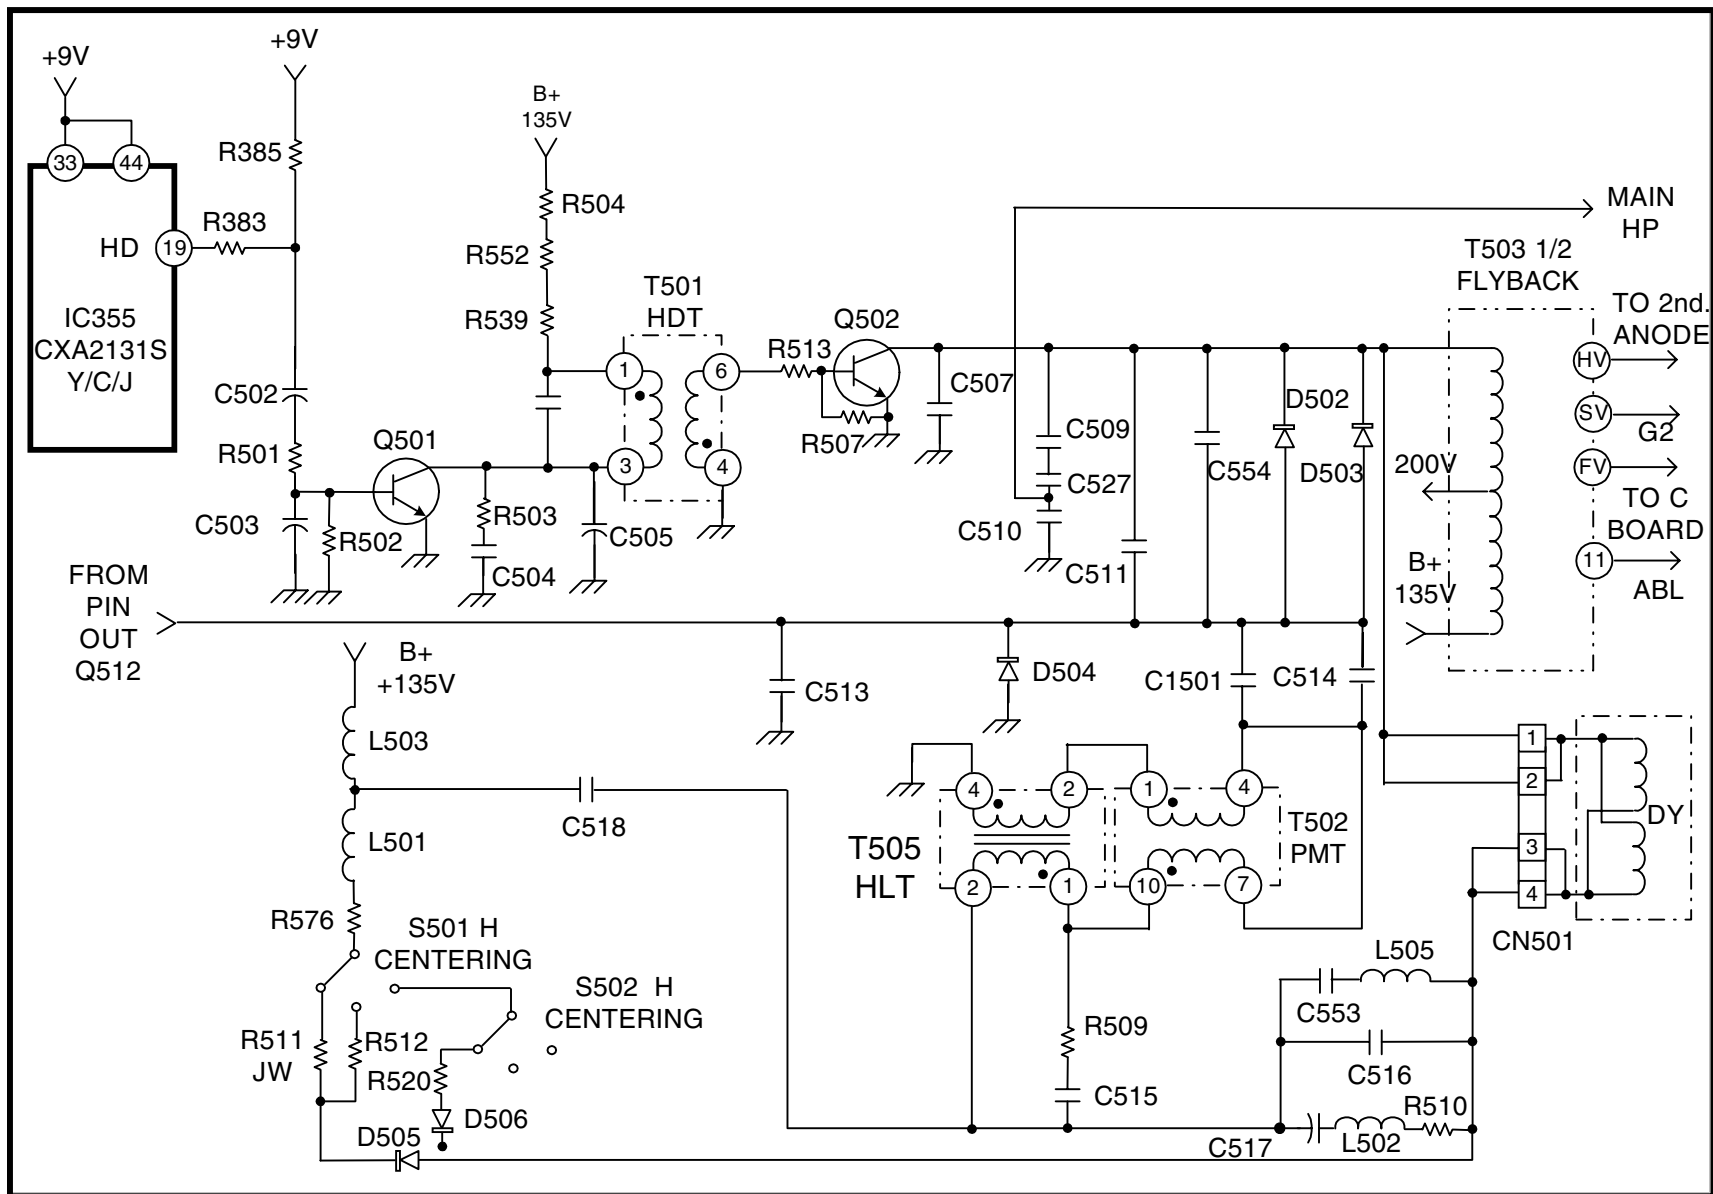 +9V
+9V
33
44
R385
R383
HD
19
IC355
CXA2131S
Y/C/J
C502
R501
Q501
C503
R502
B+
135V
R504
R552
R539
T501
HDT
1
6
3
4
R503
C504
C505
R513
Q502
R507
C507
C509
C527
C510
C511
C554
D502
D503
MAIN
HP
T503 1/2
FLYBACK
TO 2nd.
ANODE
HV
SV
G2
FV
TO C
BOARD
11
ABL
200V
B+
135V
FROM
PIN
OUT
Q512
B+
+135V
L503
L501
C518
C513
D504
C1501
C514
4
2
1
4
T505
HLT
T502
PMT
2
1
10
7
1
2
3
4
DY
CN501
R576
S501 H
CENTERING
S502 H
CENTERING
R511
JW
R512
R520
D506
D505
R509
C515
L505
C553
C516
R510
C517
L502